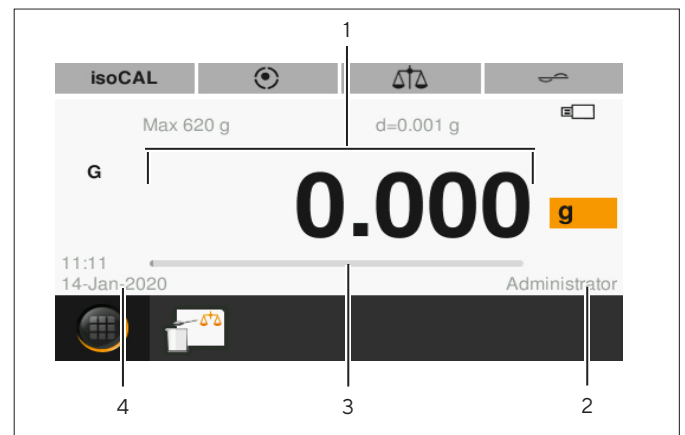 1
isoCAL
Max 620 g d=0.001 g
G
0.000 g
11:11
14-Jan-2020 Administrator
4 3 2